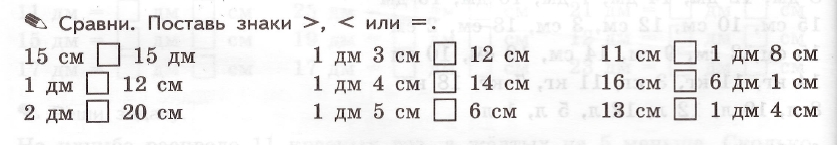 ✎ Сравни. Поставь знаки >, < или =.
15 см □ 15 дм 1 дм 3 см □ 12 см 11 см □ 1 дм 8 см
1 дм □ 12 см 1 дм 4 см □ 14 см 16 см □ 6 дм 1 см
2 дм □ 20 см 1 дм 5 см □ 6 см 13 см □ 1 дм 4 см